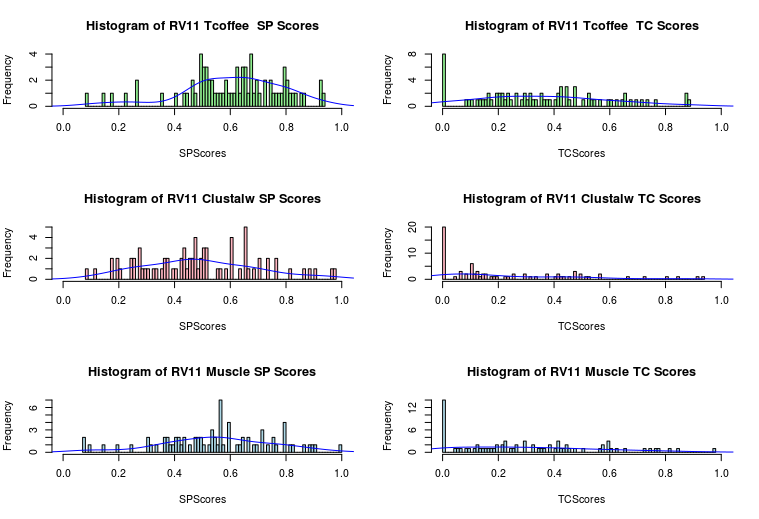 Histogram of RV11 Tcoffee  SP Scores
Frequency
0 2 4
0.0 0.2 0.4 0.6 0.8 1.0
SPScores
Histogram of RV11 Tcoffee  TC Scores
Frequency
0 4 8
0.0 0.2 0.4 0.6 0.8 1.0
TCScores
Histogram of RV11 Clustalw SP Scores
Frequency
0 2 4
0.0 0.2 0.4 0.6 0.8 1.0
SPScores
Histogram of RV11 Clustalw TC Scores
Frequency
0 10 20
0.0 0.2 0.4 0.6 0.8 1.0
TCScores
Histogram of RV11 Muscle SP Scores
Frequency
0 3 6
0.0 0.2 0.4 0.6 0.8 1.0
SPScores
Histogram of RV11 Muscle TC Scores
Frequency
0 6 12
0.0 0.2 0.4 0.6 0.8 1.0
TCScores